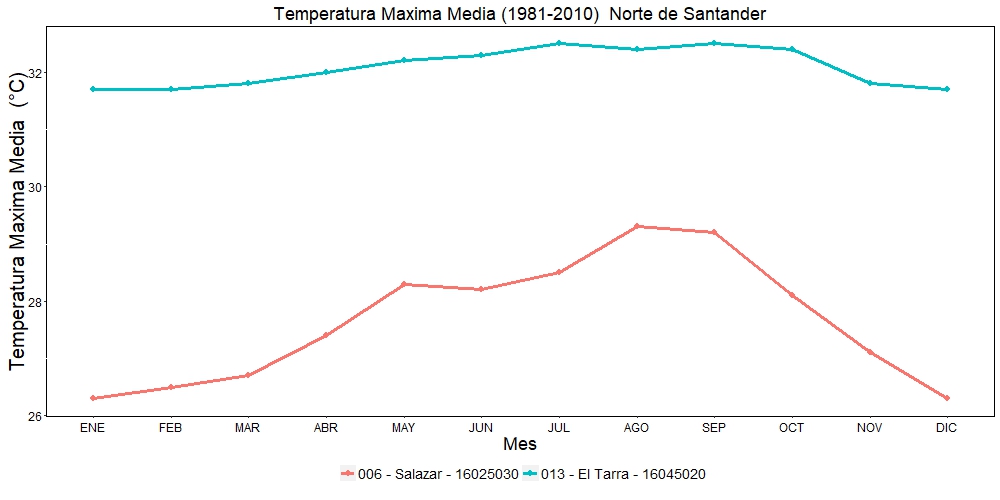 Temperatura Maxima Media (1981-2010)  Norte de Santander
Temperatura Maxima Media  (°C)
32
30
28
26
ENE FEB MAR ABR MAY JUN JUL AGO SEP OCT NOV DIC
Mes
006 - Salazar - 16025030 013 - El Tarra - 16045020